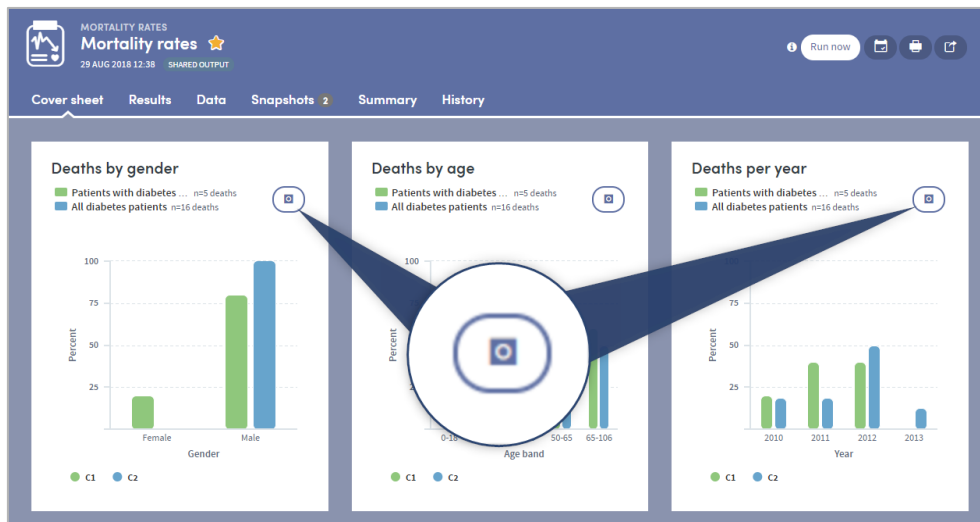 MORTALITY RATES
Mortality rates
29 AUG 2018 12:38 SHARED OUTPUT
Run now
Cover sheet Results Data Snapshots 2 Summary History
Deaths by gender
Patients with diabetes ... n=5 deaths
All diabetes patients n=16 deaths
100
75
50
25
Percent
Female Male
Gender
C1 C2
Deaths by age
Patients with diabetes ... n=5 deaths
All diabetes patients n=16 deaths
100
Percent
0-18 50-65 65-106
Age band
C1 C2
Deaths per year
Patients with diabetes ... n=5 deaths
All diabetes patients n=16 deaths
75
50
25
Percent
2010 2011 2012 2013
Year
C1 C2